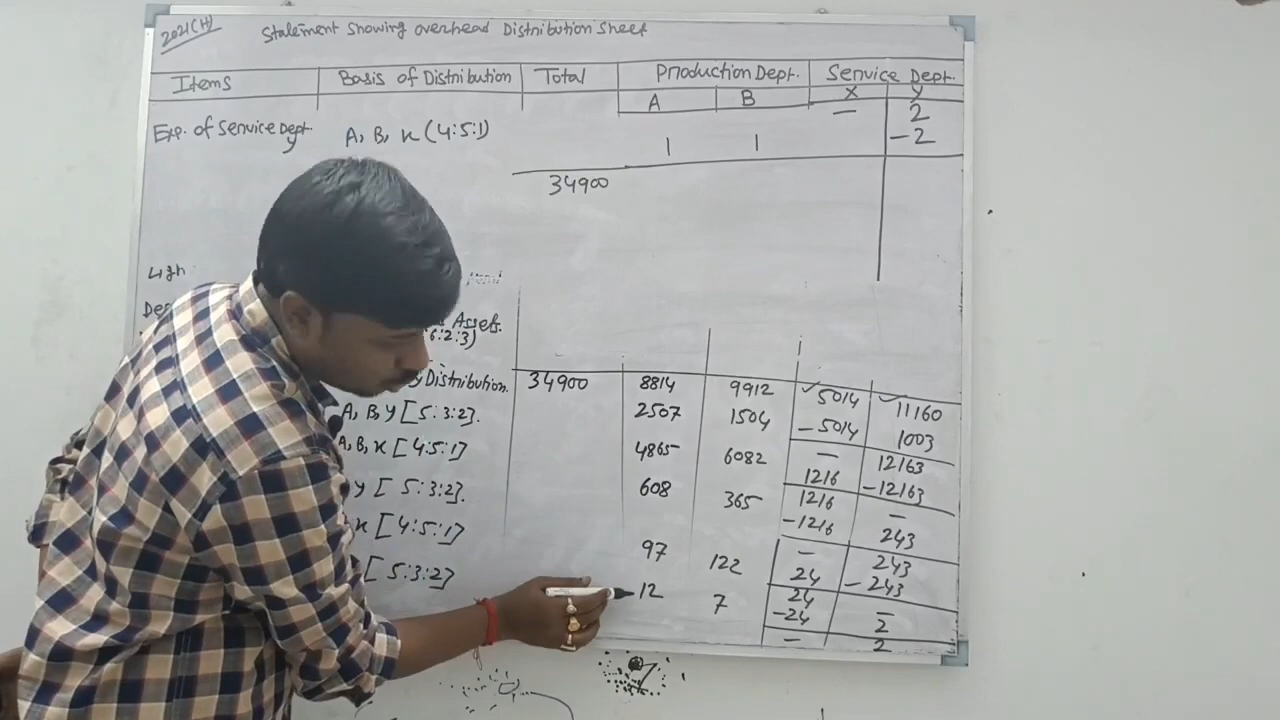 2021(H)
Statement Showing overhead Distribution Sheet
Items Basis of Distribution Total Production Dept. Service Dept.
A B X Y
— 2
Exp. of Service Dept. A, B, x (4:5:1) 1 1 -2
y
34900
Ligh
Dep
Assets.
6:2:3)
y Distribution. 34900 8814 9912 ✓5014 ✓11160
A, B, y [5:3:2]. 2507 1504 -5014 1003
A, B, x [4:5:1] 4865 6082 — 12163
1216 -12163
y [5:3:2]. 608 365 1216 —
-1216 243
x [4:5:1] 97 122 — 243
24 -243
[5:3:2] 12 7 24 —
-24 2
— 2